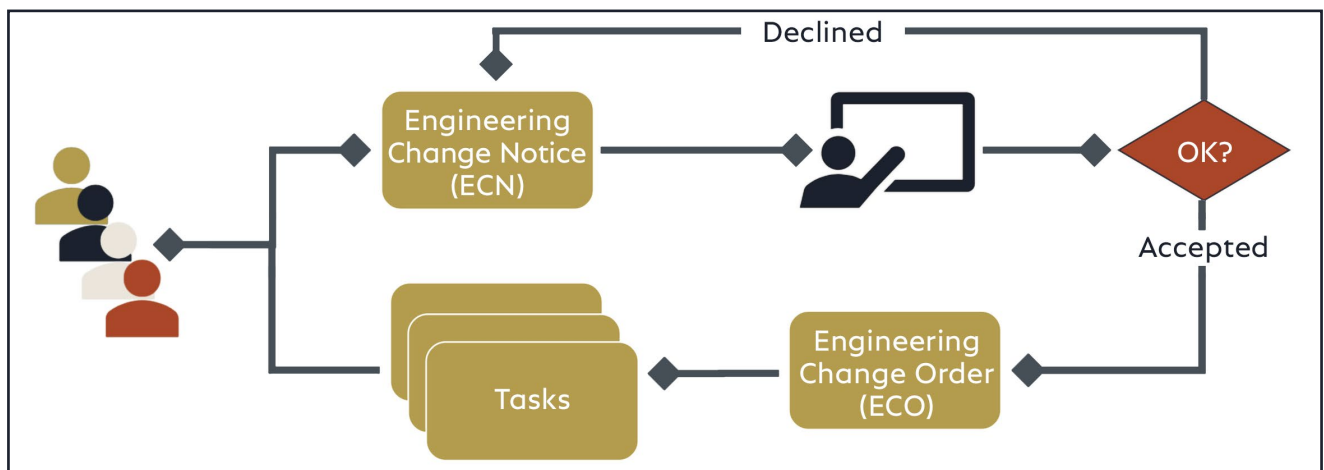 Declined
Engineering
Change Notice
(ECN)
OK?
Accepted
Engineering
Change Order
(ECO)
Tasks